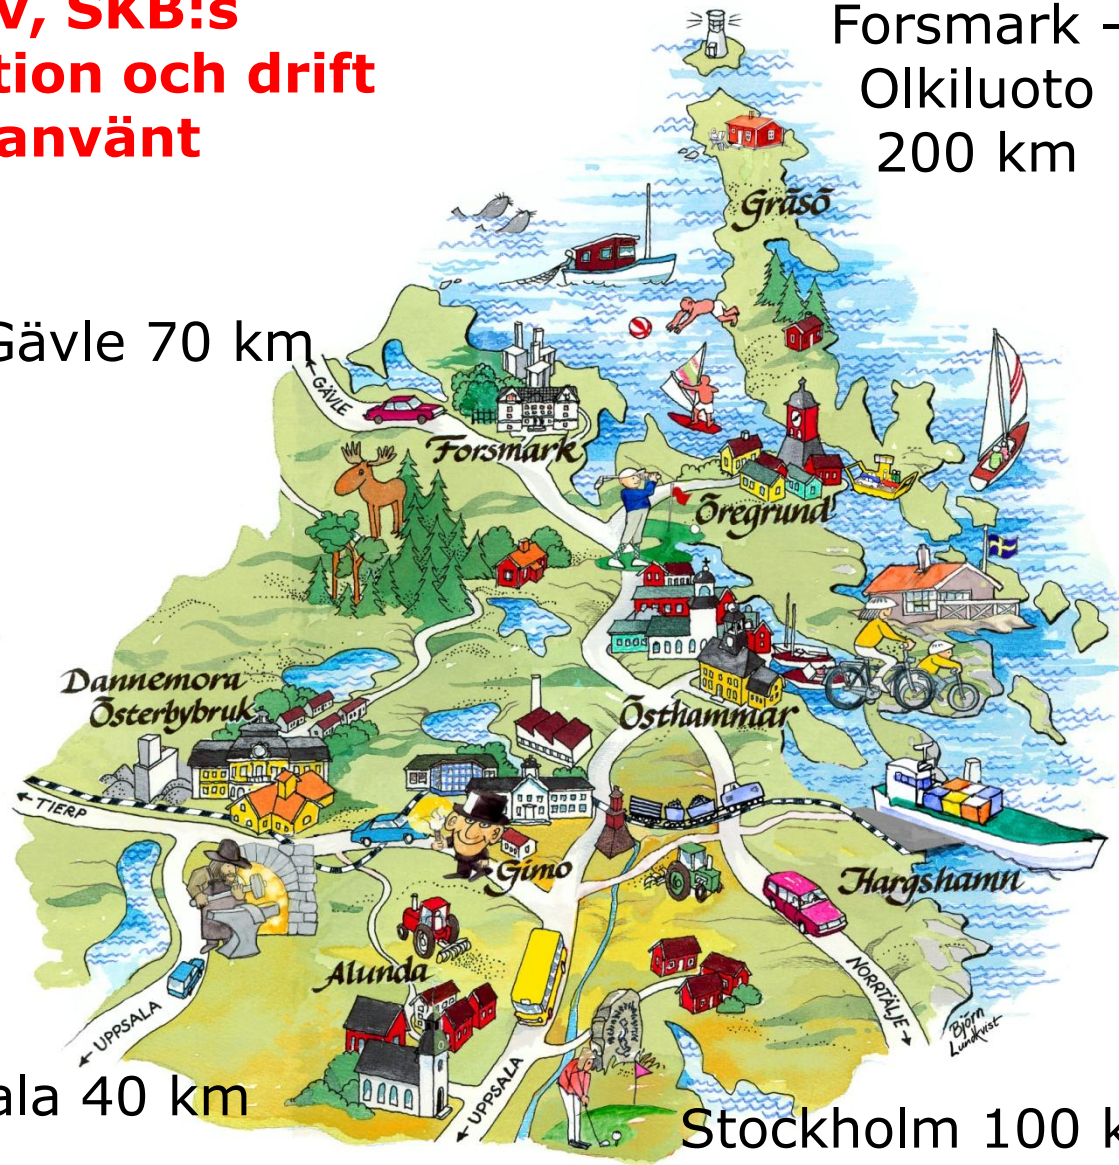 v, SKB:s
tion och drift
använt
Forsmark -
Olkiluoto
200 km
Gräsö
Gävle 70 km
← GÄVLE
Forsmark
Öregrund
Dannemora
Österbybruk
Östhammar
← TIERP
Gimo
Hargshamn
Alunda
NORRTÄLJE →
Björn
Lundkvist
← UPPSALA
← UPPSALA
ala 40 km
Stockholm 100 k